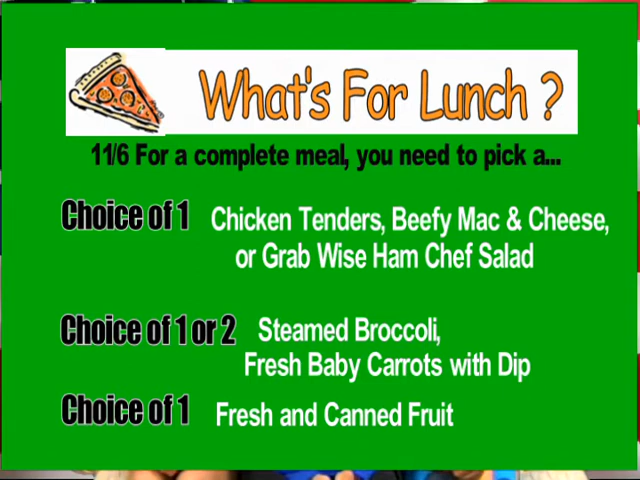 What's For Lunch ?
11/6 For a complete meal, you need to pick a...
Choice of 1 Chicken Tenders, Beefy Mac & Cheese,
or Grab Wise Ham Chef Salad
Choice of 1 or 2 Steamed Broccoli,
Fresh Baby Carrots with Dip
Choice of 1 Fresh and Canned Fruit